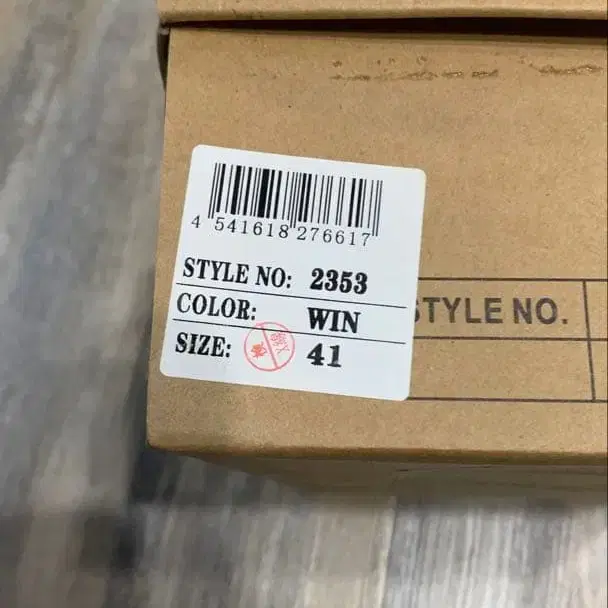 4 541618 276617
STYLE NO: 2353
COLOR: WIN
SIZE: 41
STYLE NO.